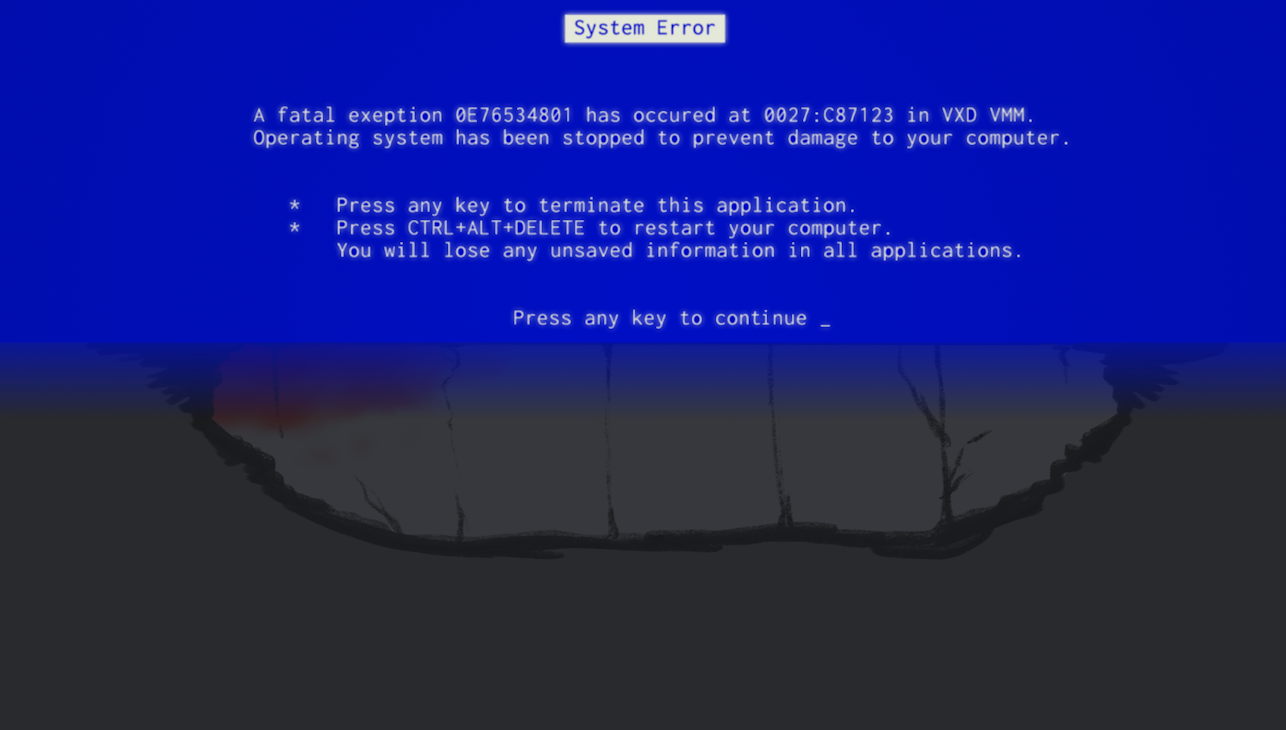 System Error
A fatal exeption 0E76534801 has occured at 0027:C87123 in VXD VMM.
Operating system has been stopped to prevent damage to your computer.
* Press any key to terminate this application.
* Press CTRL+ALT+DELETE to restart your computer.
You will lose any unsaved information in all applications.
Press any key to continue _